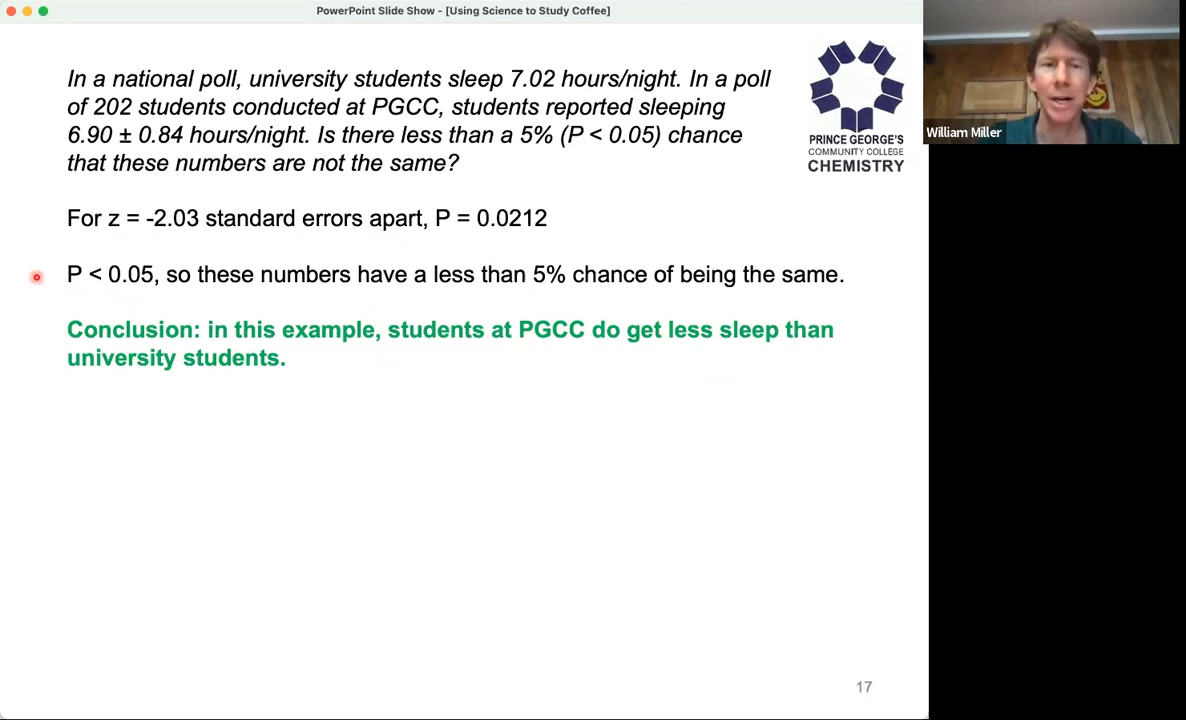 PowerPoint Slide Show - [Using Science to Study Coffee]
In a national poll, university students sleep 7.02 hours/night. In a poll
of 202 students conducted at PGCC, students reported sleeping
6.90 ± 0.84 hours/night. Is there less than a 5% (P < 0.05) chance
that these numbers are not the same?
PRINCE GEORGE'S
COMMUNITY COLLEGE
CHEMISTRY
William Miller
For z = -2.03 standard errors apart, P = 0.0212
P < 0.05, so these numbers have a less than 5% chance of being the same.
Conclusion: in this example, students at PGCC do get less sleep than
university students.
17